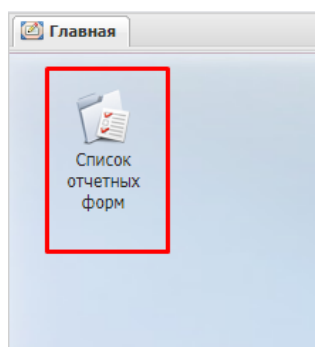 Главная
Список
отчетных
форм